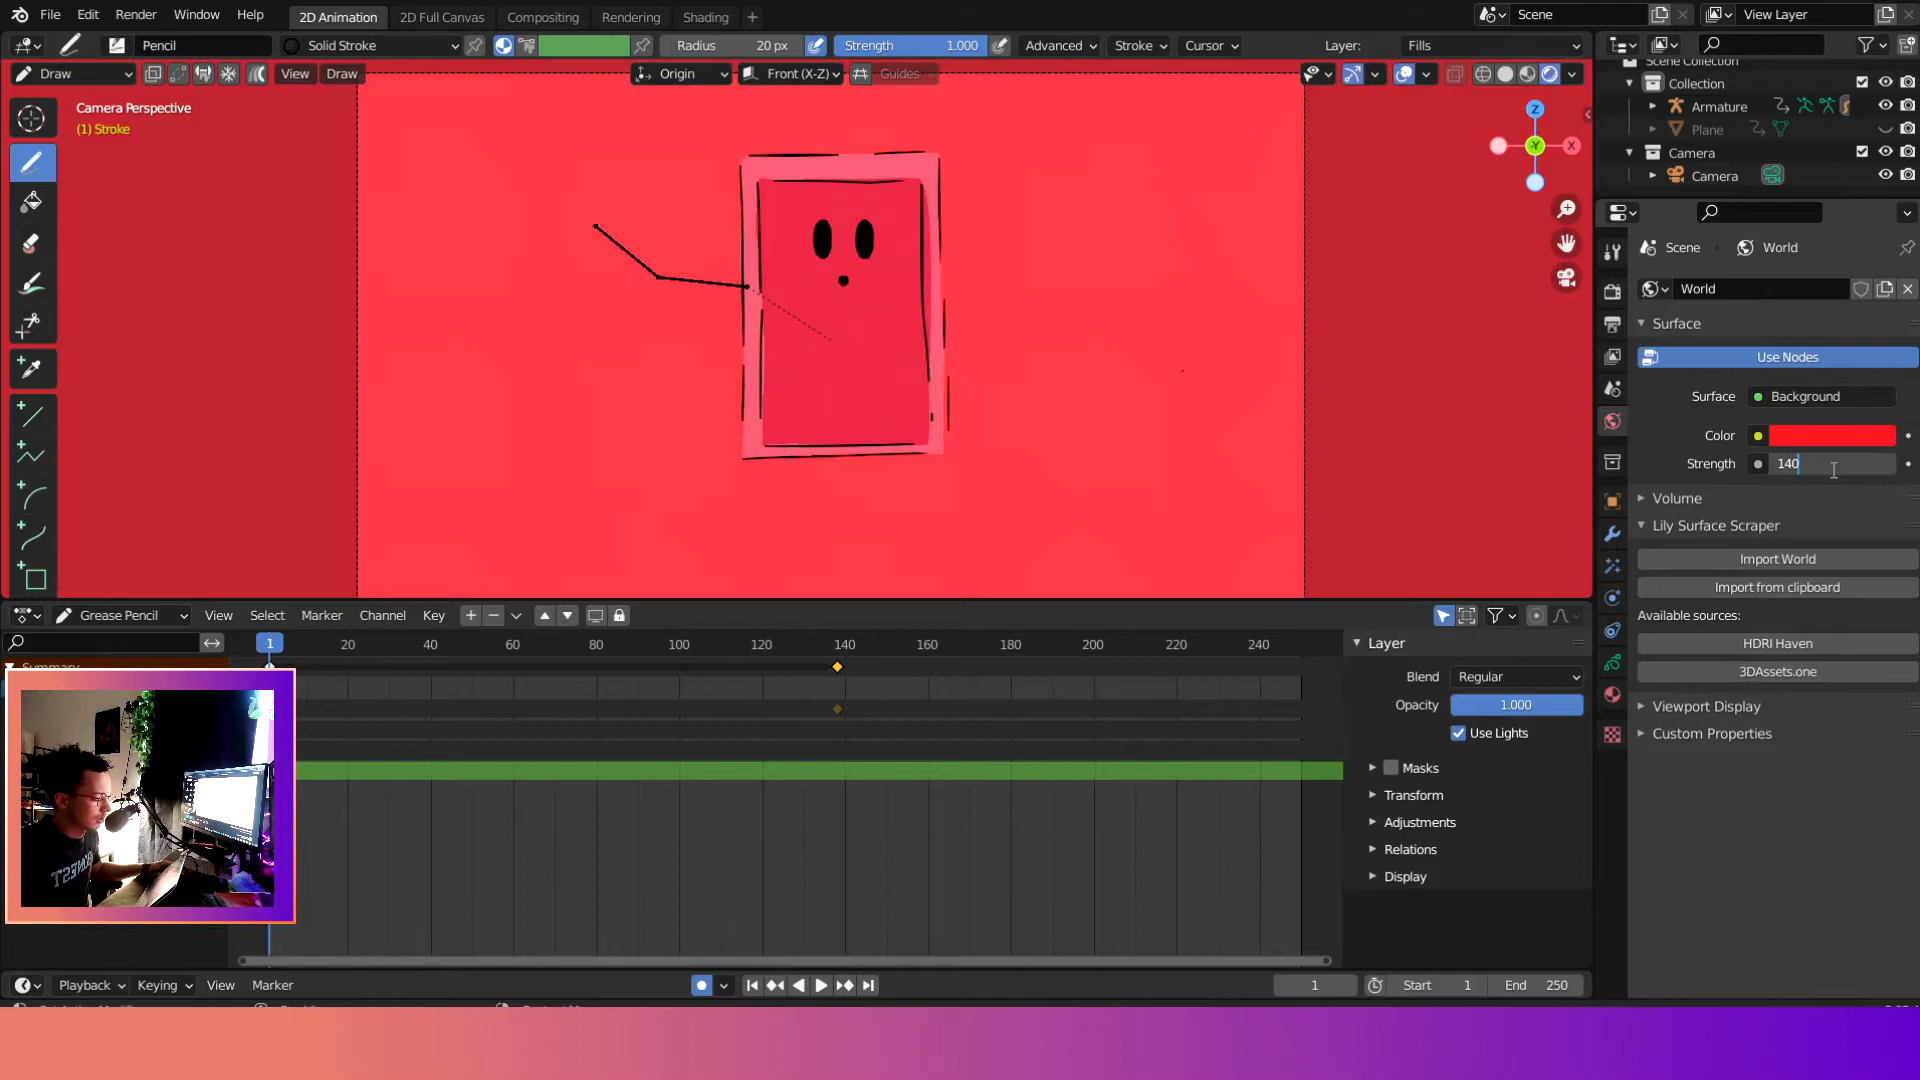 File Edit Render Window Help 2D Animation 2D Full Canvas Compositing Rendering Shading + Scene View Layer
Pencil Solid Stroke Radius 20 px Strength 1.000 Advanced Stroke Cursor Layer: Fills
Draw View Draw Origin Front (X-Z) Guides
Camera Perspective
(1) Stroke
Z
-Y
X
Scene Collection
Collection
Armature
Plane
Camera
Camera
Scene World
World
Surface
Use Nodes
Surface Background
Color
Strength 140
Volume
Lily Surface Scraper
Import World
Import from clipboard
Available sources:
HDRI Haven
3DAssets.one
Viewport Display
Custom Properties
Grease Pencil View Select Marker Channel Key
1 20 40 60 80 100 120 140 160 180 200 220 240
Summary
Layer
Blend Regular
Opacity 1.000
Use Lights
Masks
Transform
Adjustments
Relations
Display
Playback Keying View Marker 1 Start 1 End 250